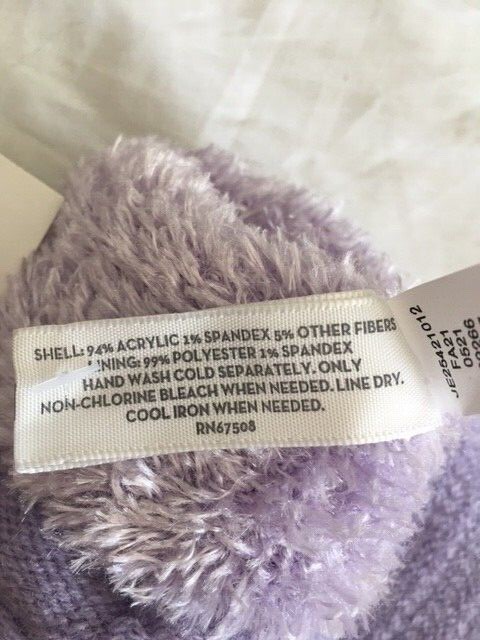 SHELL: 94% ACRYLIC 1% SPANDEX 5% OTHER FIBERS
NING: 99% POLYESTER 1% SPANDEX
HAND WASH COLD SEPARATELY. ONLY
NON-CHLORINE BLEACH WHEN NEEDED. LINE DRY.
COOL IRON WHEN NEEDED.
RN67508
JE25421012
FA21
0521